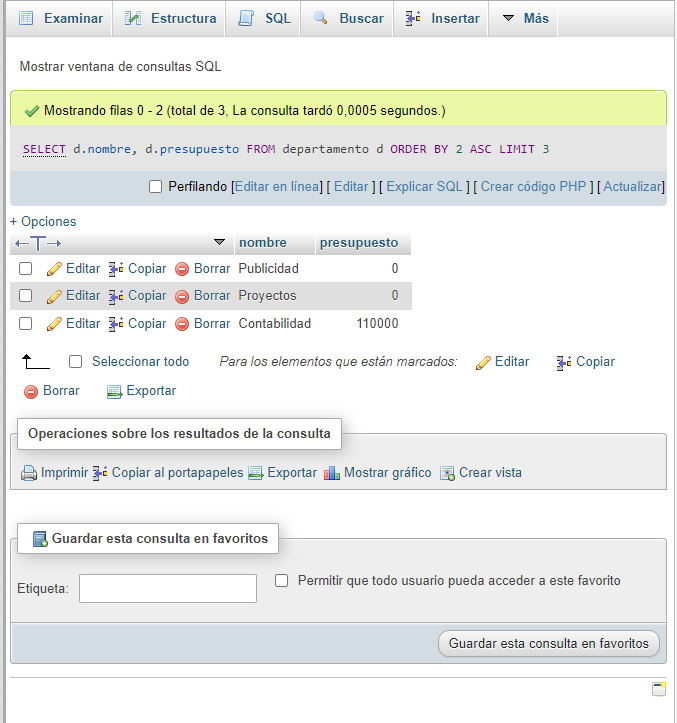 Examinar Estructura SQL Buscar Insertar Más
Mostrar ventana de consultas SQL
Mostrando filas 0 - 2 (total de 3, La consulta tardó 0,0005 segundos.)
SELECT d.nombre, d.presupuesto FROM departamento d ORDER BY 2 ASC LIMIT 3
Perfilando [Editar en línea] [ Editar ] [ Explicar SQL ] [ Crear código PHP ] [ Actualizar]
+ Opciones
←T→ nombre presupuesto
Editar Copiar Borrar Publicidad 0
Editar Copiar Borrar Proyectos 0
Editar Copiar Borrar Contabilidad 110000
Seleccionar todo Para los elementos que están marcados: Editar Copiar
Borrar Exportar
Operaciones sobre los resultados de la consulta
Imprimir Copiar al portapapeles Exportar Mostrar gráfico Crear vista
Guardar esta consulta en favoritos
Etiqueta: Permitir que todo usuario pueda acceder a este favorito
Guardar esta consulta en favoritos